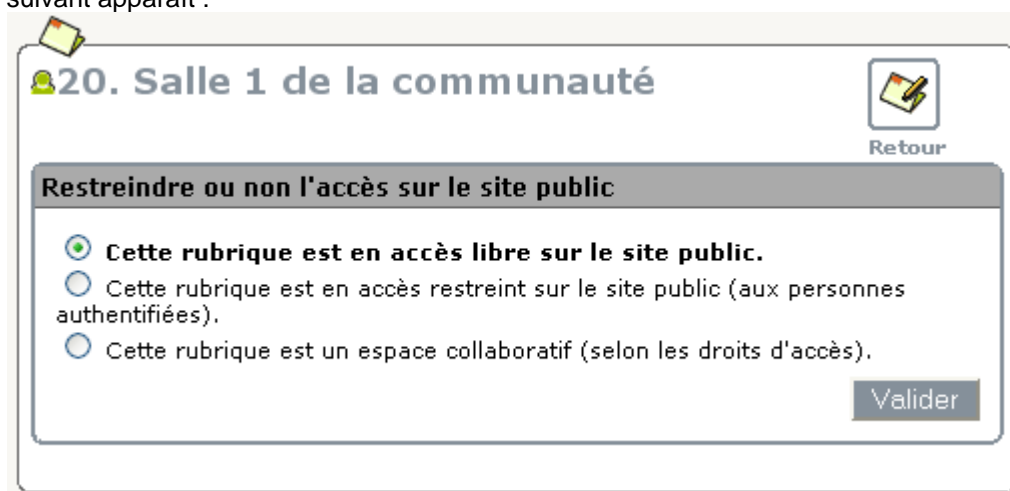 suivant apparaît :
20. Salle 1 de la communauté
Retour
Restreindre ou non l'accès sur le site public
Cette rubrique est en accès libre sur le site public.
Cette rubrique est en accès restreint sur le site public (aux personnes
authentifiées).
Cette rubrique est un espace collaboratif (selon les droits d'accès).
Valider